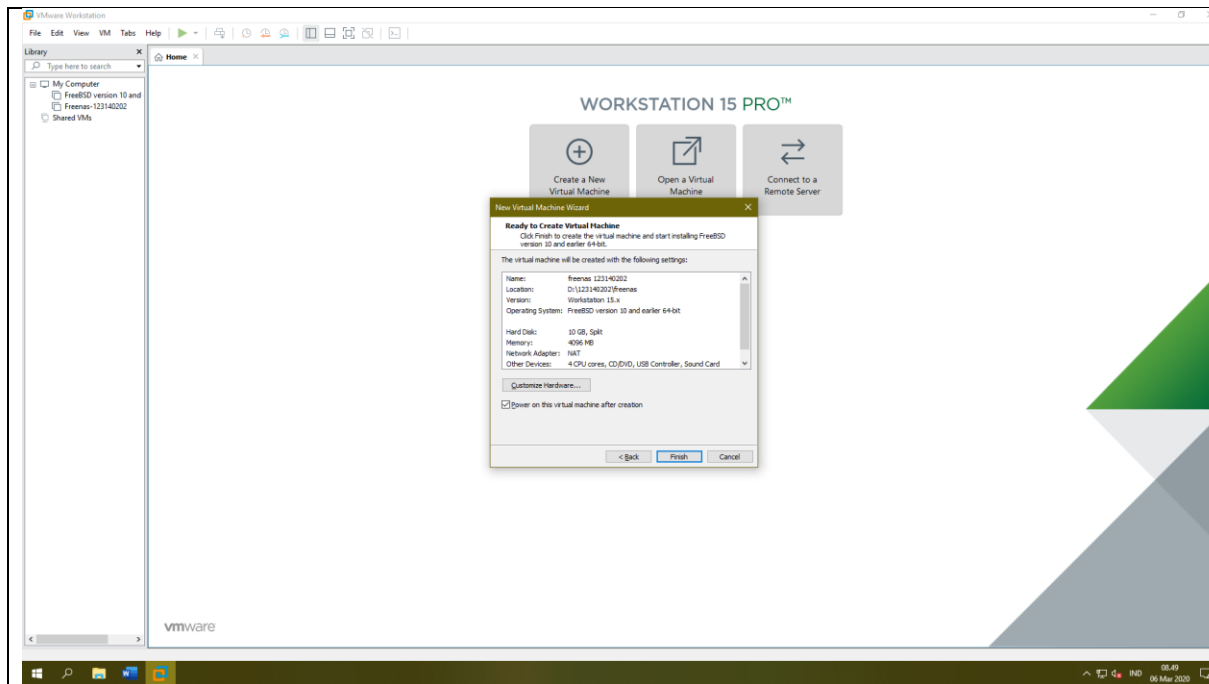 VMware Workstation
File Edit View VM Tabs Help
Library
Type here to search
My Computer
FreeBSD version 10 and
Freenas-123140202
Shared VMs
Home
WORKSTATION 15 PRO™
Create a New
Virtual Machine
Open a Virtual
Machine
Connect to a
Remote Server
New Virtual Machine Wizard
Ready to Create Virtual Machine
Click Finish to create the virtual machine and start installing FreeBSD
version 10 and earlier 64-bit.
The virtual machine will be created with the following settings:
Name: freenas 123140202
Location: D:\123140202\freenas
Version: Workstation 15.x
Operating System: FreeBSD version 10 and earlier 64-bit
Hard Disk: 10 GB, Split
Memory: 4096 MB
Network Adapter: NAT
Other Devices: 4 CPU cores, CD/DVD, USB Controller, Sound Card
Customize Hardware...
Power on this virtual machine after creation
< Back Finish Cancel
vmware
IND
08.49
06 Mar 2020